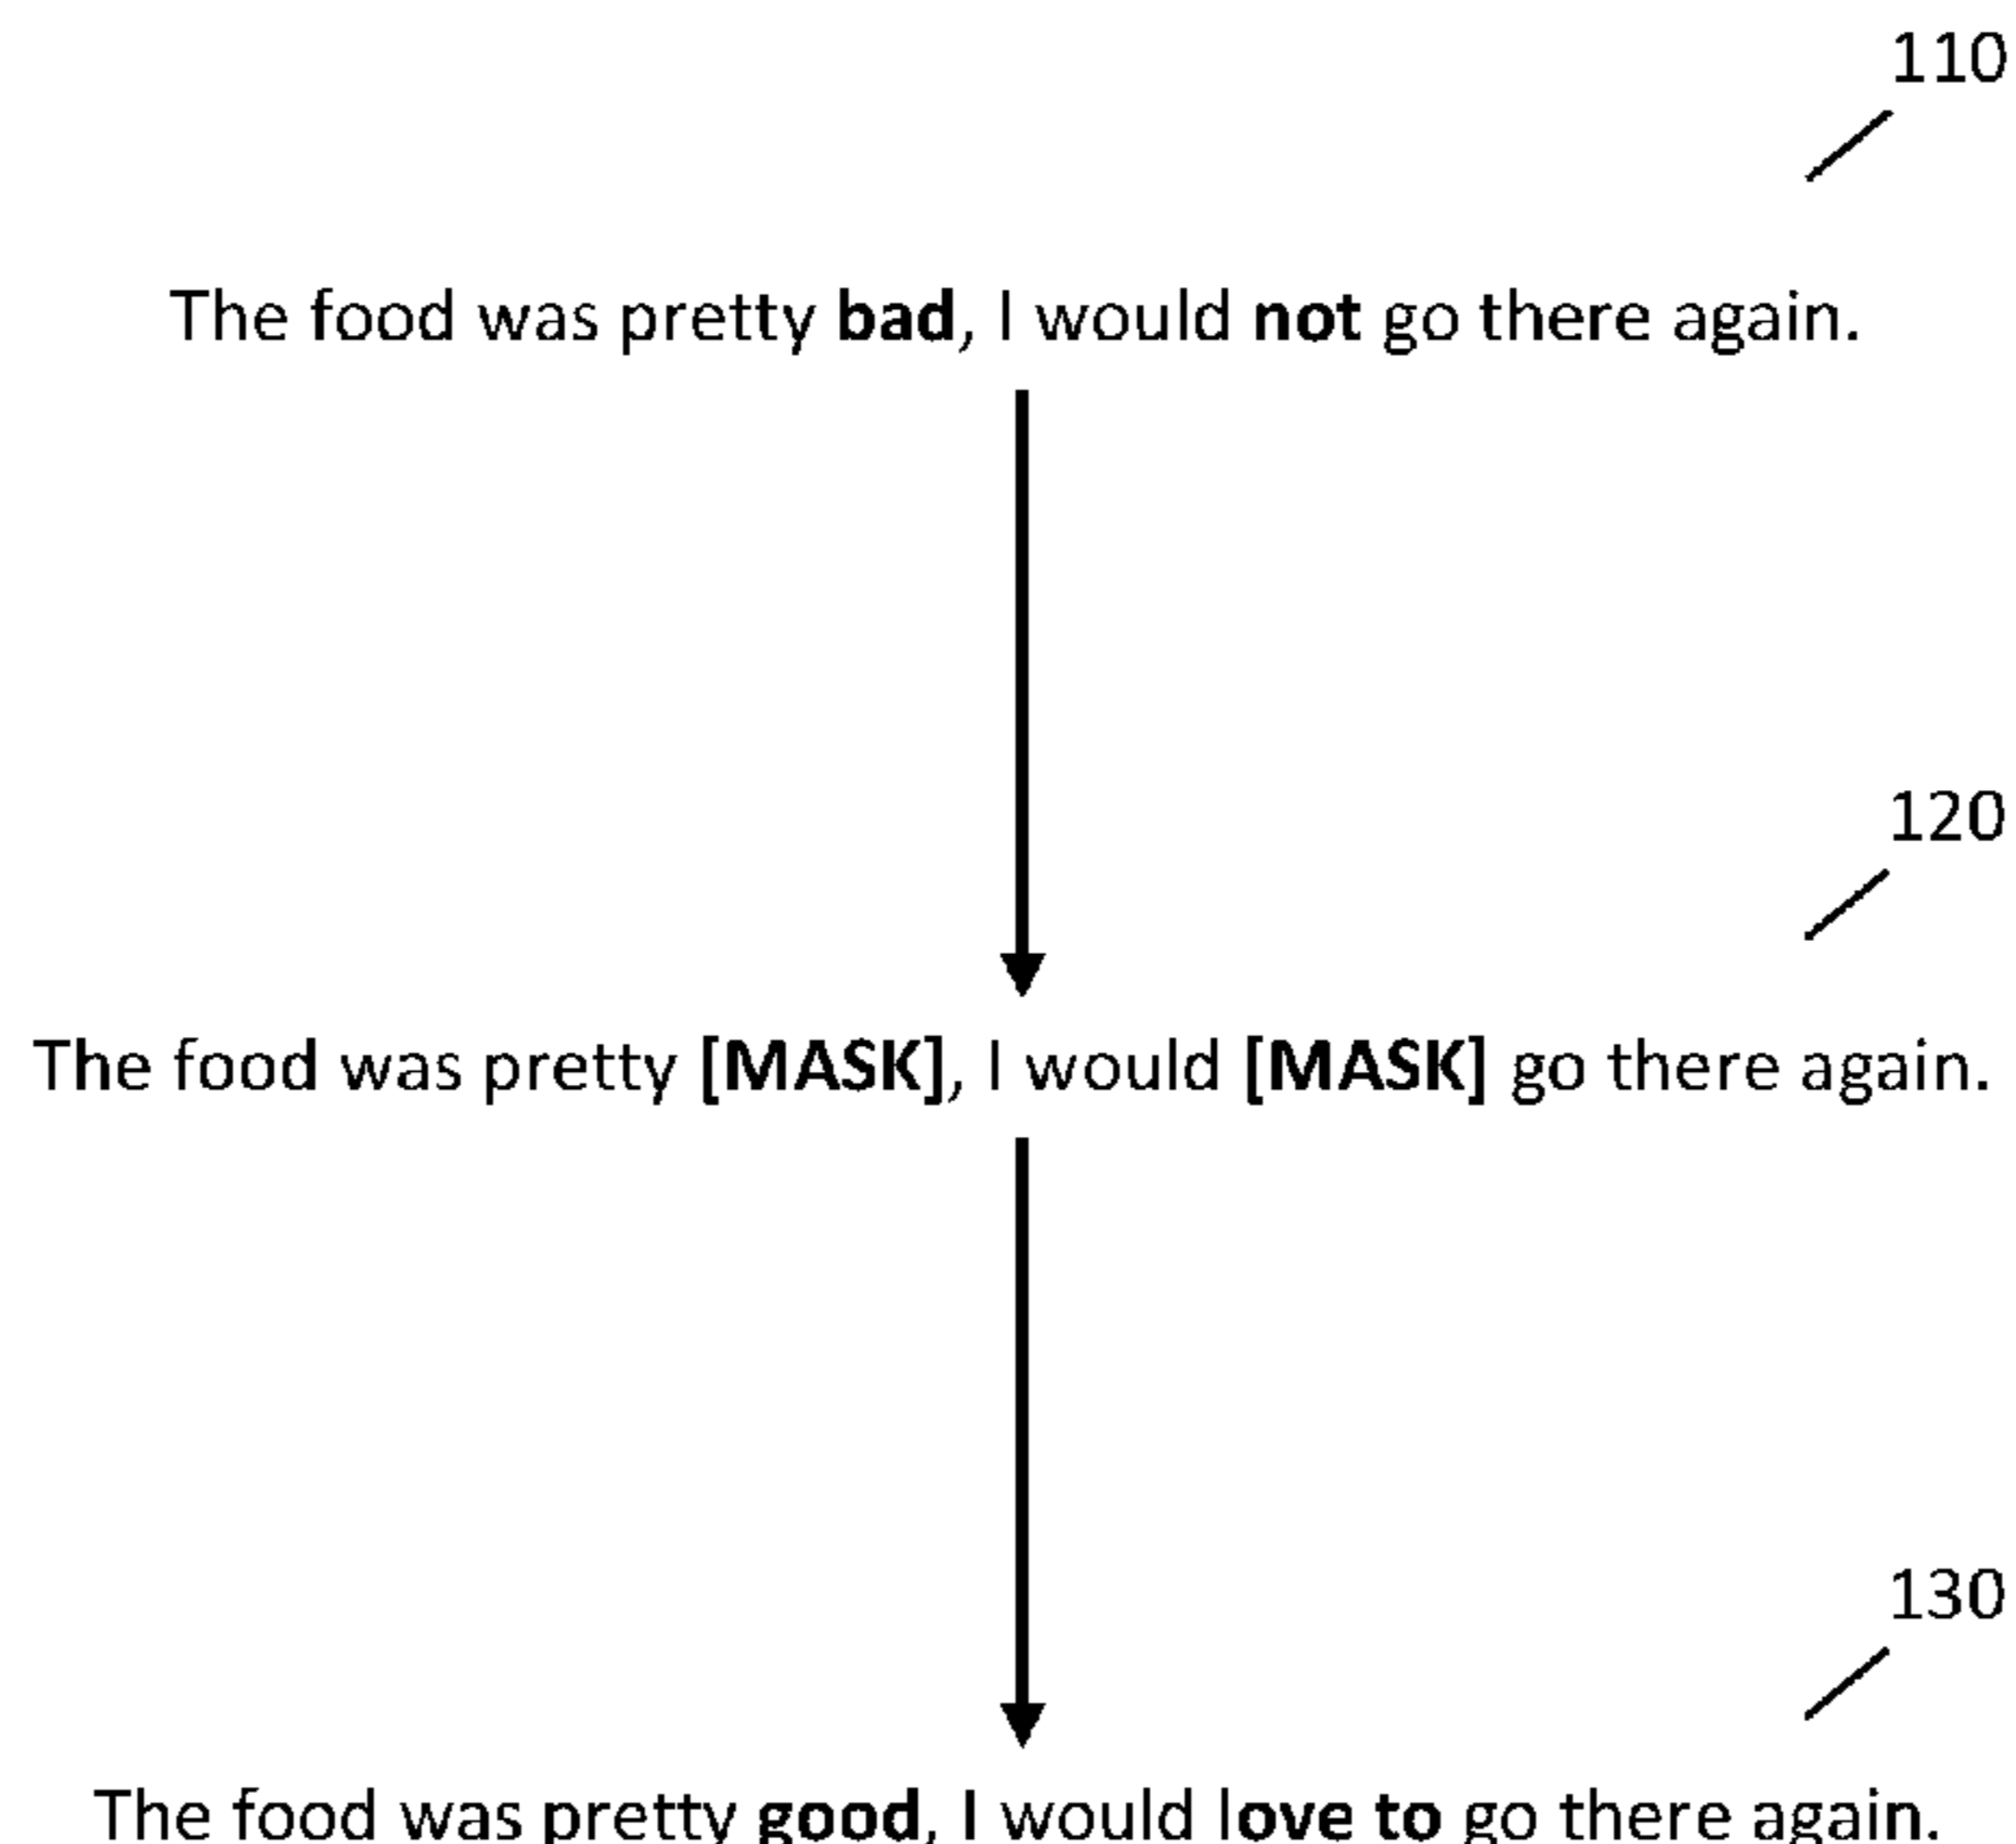 110
The food was pretty bad, I would not go there again.
120
The food was pretty [MASK], I would [MASK] go there again.
130
The food was pretty good, I would love to go there again.